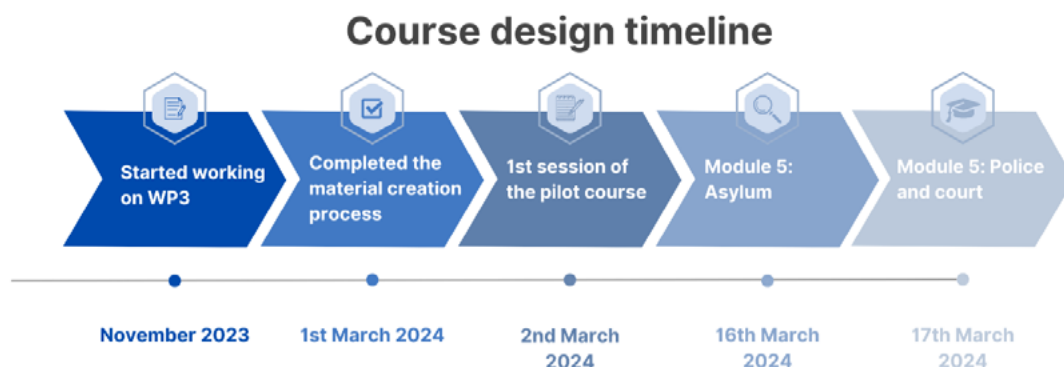 Course design timeline
Started working
on WP3
Completed the
material creation
process
1st session of
the pilot course
Module 5:
Asylum
Module 5: Police
and court
November 2023
1st March 2024
2nd March
2024
16th March
2024
17th March
2024